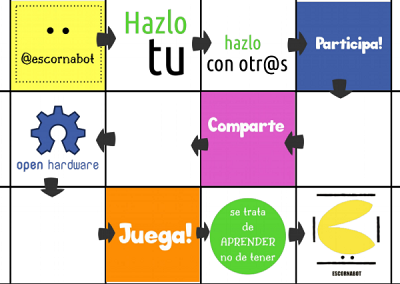 @escornabot
Hazlo
tu
hazlo
con otr@s
Participa!
Comparte
open hardware
Juega!
se trata
de
APRENDER
no de tener
ESCORNABOT